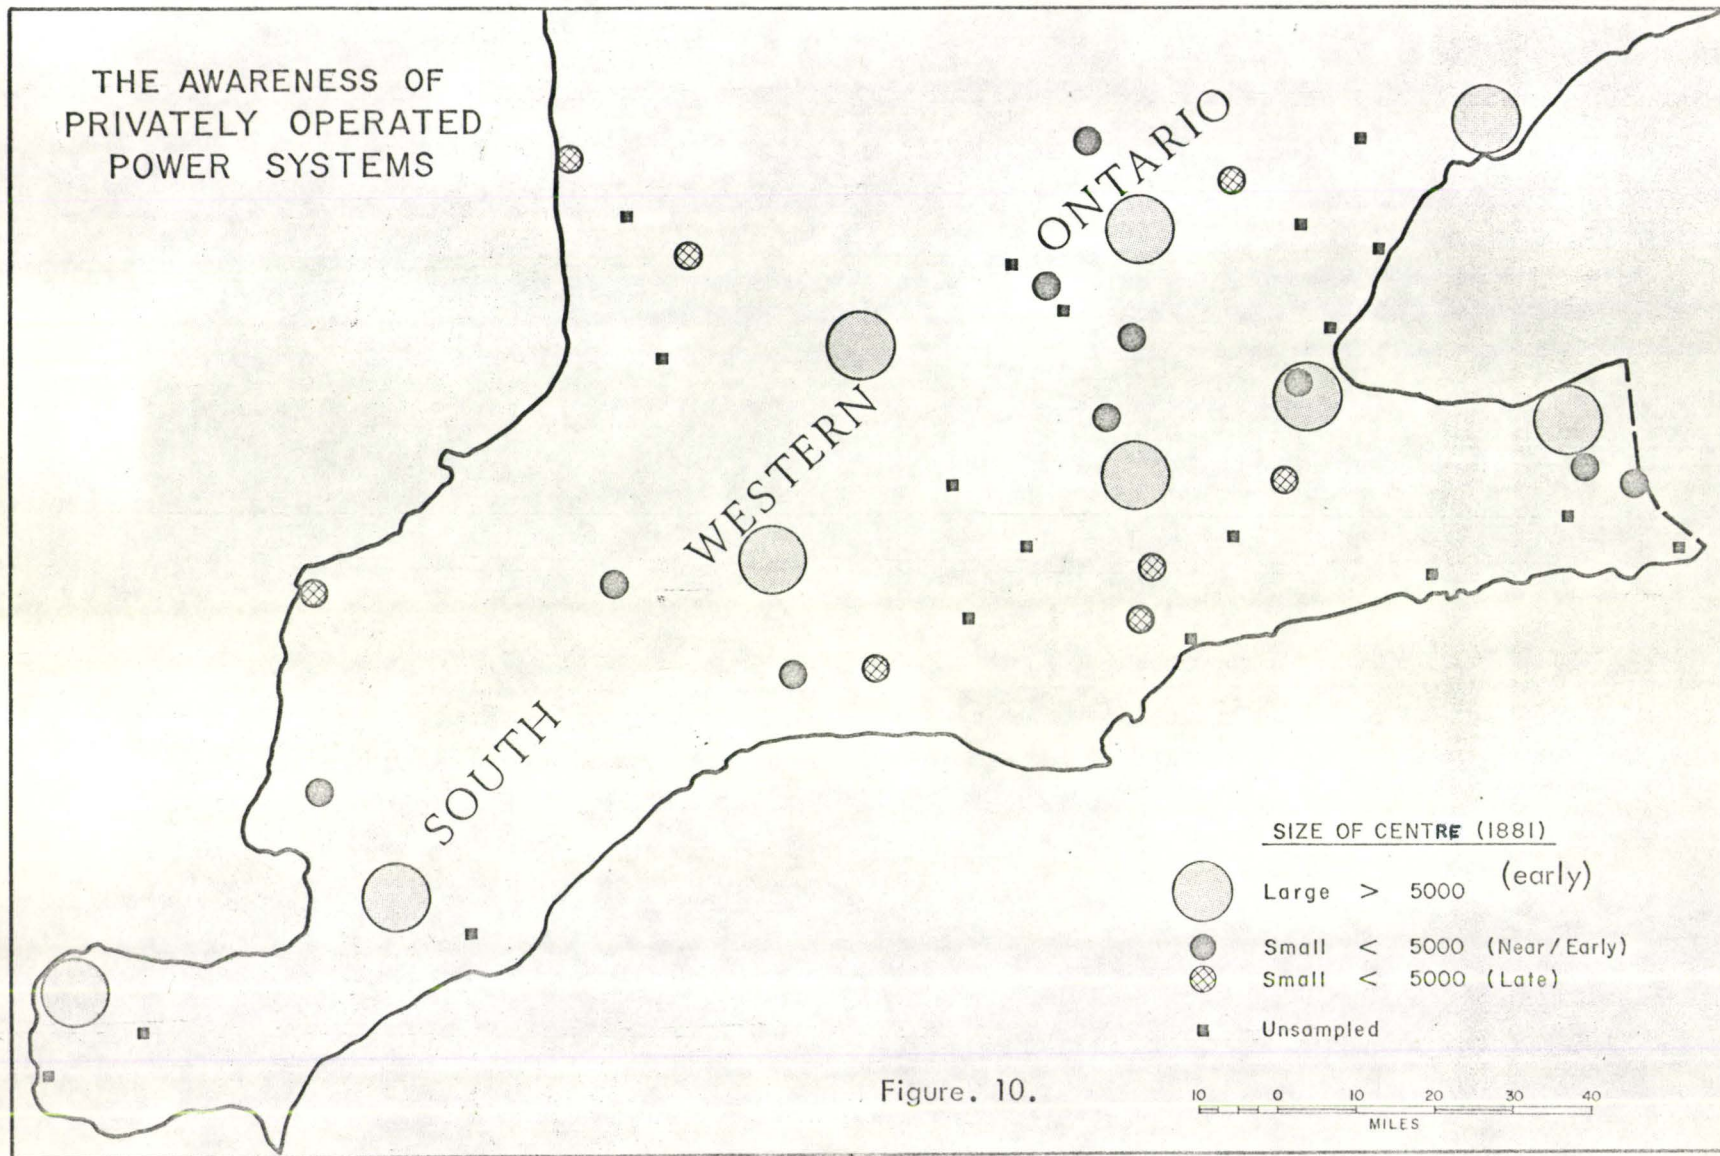 THE AWARENESS OF
PRIVATELY OPERATED
POWER SYSTEMS
ONTARIO
WESTERN
SOUTH
SIZE OF CENTRE (1881)
Large > 5000 (early)
Small < 5000 (Near/Early)
Small < 5000 (Late)
Unsampled
Figure. 10.
10 0 10 20 30 40
MILES